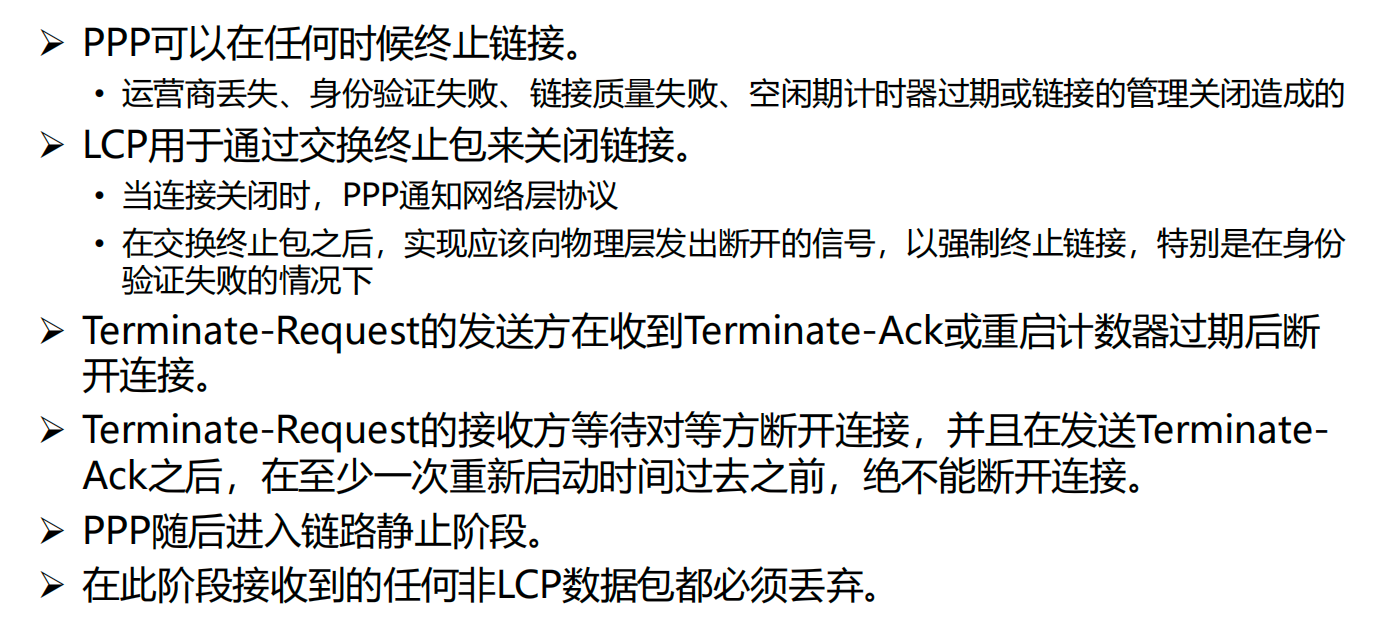 ➢ PPP可以在任何时候终止链接。
• 运营商丢失、身份验证失败、链接质量失败、空闲期计时器过期或链接的管理关闭造成的
➢ LCP用于通过交换终止包来关闭链接。
• 当连接关闭时，PPP通知网络层协议
• 在交换终止包之后，实现应该向物理层发出断开的信号，以强制终止链接，特别是在身份
验证失败的情况下
➢ Terminate-Request的发送方在收到Terminate-Ack或重启计数器过期后断
开连接。
➢ Terminate-Request的接收方等待对等方断开连接，并且在发送Terminate-
Ack之后，在至少一次重新启动时间过去之前，绝不能断开连接。
➢ PPP随后进入链路静止阶段。
➢ 在此阶段接收到的任何非LCP数据包都必须丢弃。